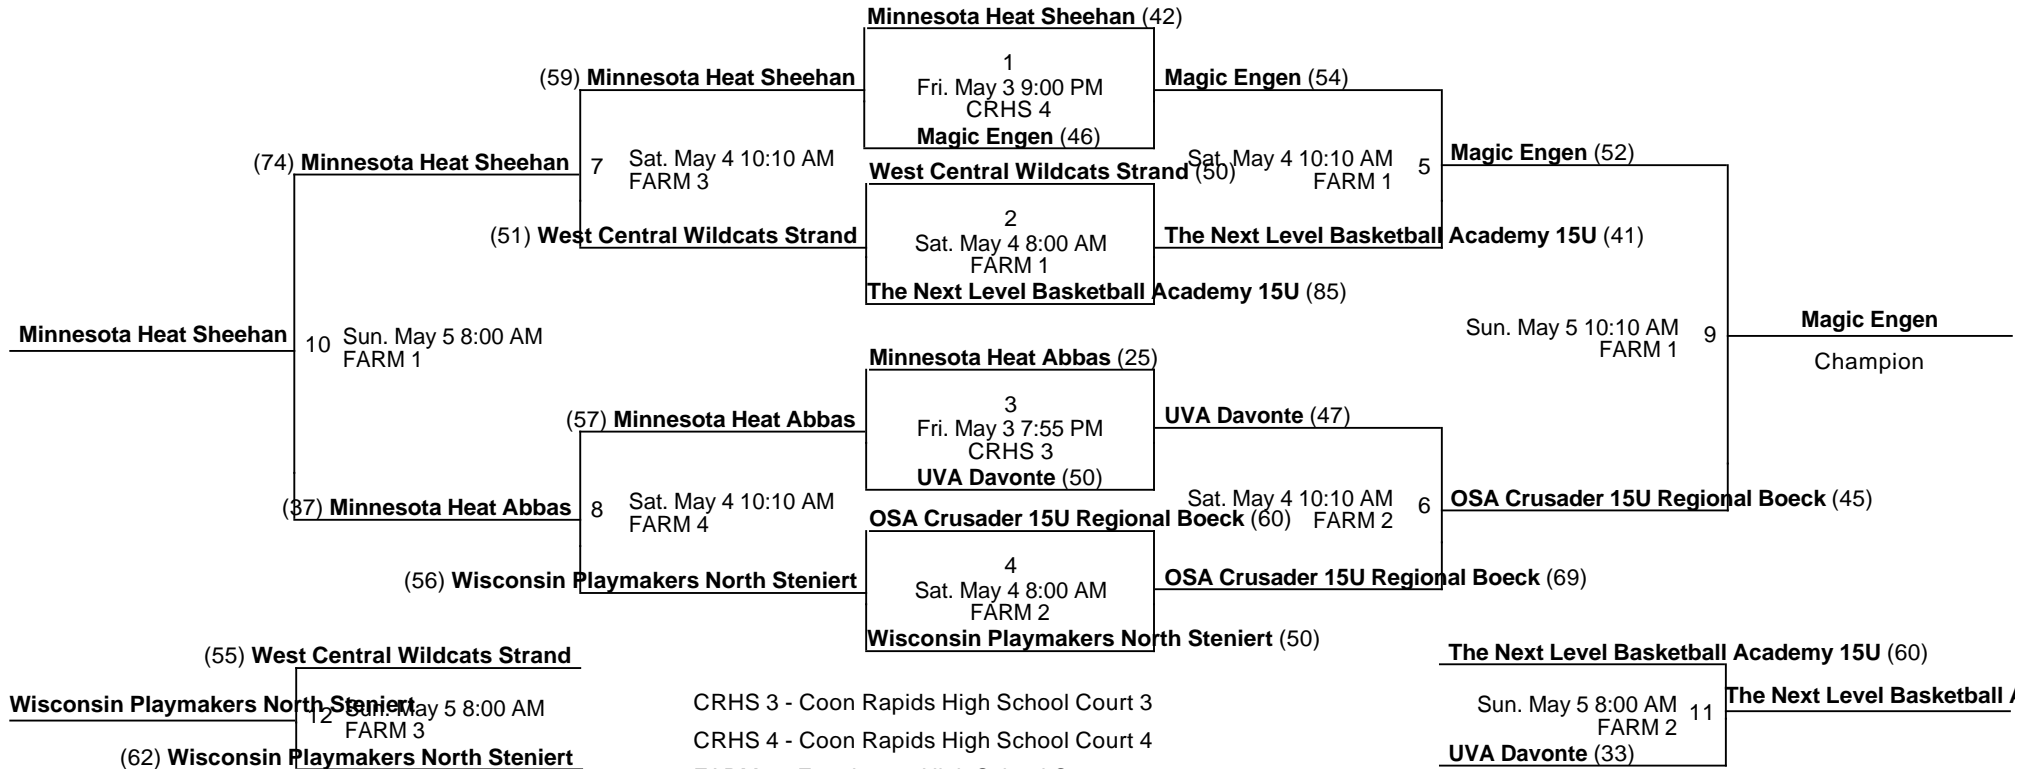 Minnesota Heat Sheehan (42)
1
Fri. May 3 9:00 PM
CRHS 4
Magic Engen (46)
(59) Minnesota Heat Sheehan
Magic Engen (54)
(74) Minnesota Heat Sheehan
7 Sat. May 4 10:10 AM
FARM 3
West Central Wildcats Strand (50)
Sat. May 4 10:10 AM 5
FARM 1
Magic Engen (52)
2
Sat. May 4 8:00 AM
FARM 1
The Next Level Basketball Academy 15U (85)
(51) West Central Wildcats Strand
The Next Level Basketball Academy 15U (41)
Minnesota Heat Sheehan
10 Sun. May 5 8:00 AM
FARM 1
Sun. May 5 10:10 AM 9
FARM 1
Magic Engen
Champion
Minnesota Heat Abbas (25)
3
Fri. May 3 7:55 PM
CRHS 3
UVA Davonte (50)
(57) Minnesota Heat Abbas
UVA Davonte (47)
(37) Minnesota Heat Abbas
8 Sat. May 4 10:10 AM
FARM 4
OSA Crusader 15U Regional Boeck (60)
Sat. May 4 10:10 AM 6
FARM 2
OSA Crusader 15U Regional Boeck (45)
4
Sat. May 4 8:00 AM
FARM 2
Wisconsin Playmakers North Steniert (50)
(56) Wisconsin Playmakers North Steniert
OSA Crusader 15U Regional Boeck (69)
(55) West Central Wildcats Strand
Wisconsin Playmakers North Steniert
12 Sun. May 5 8:00 AM
FARM 3
(62) Wisconsin Playmakers North Steniert
CRHS 3 - Coon Rapids High School Court 3
CRHS 4 - Coon Rapids High School Court 4
The Next Level Basketball Academy 15U (60)
Sun. May 5 8:00 AM 11
FARM 2
The Next Level Basketball
UVA Davonte (33)